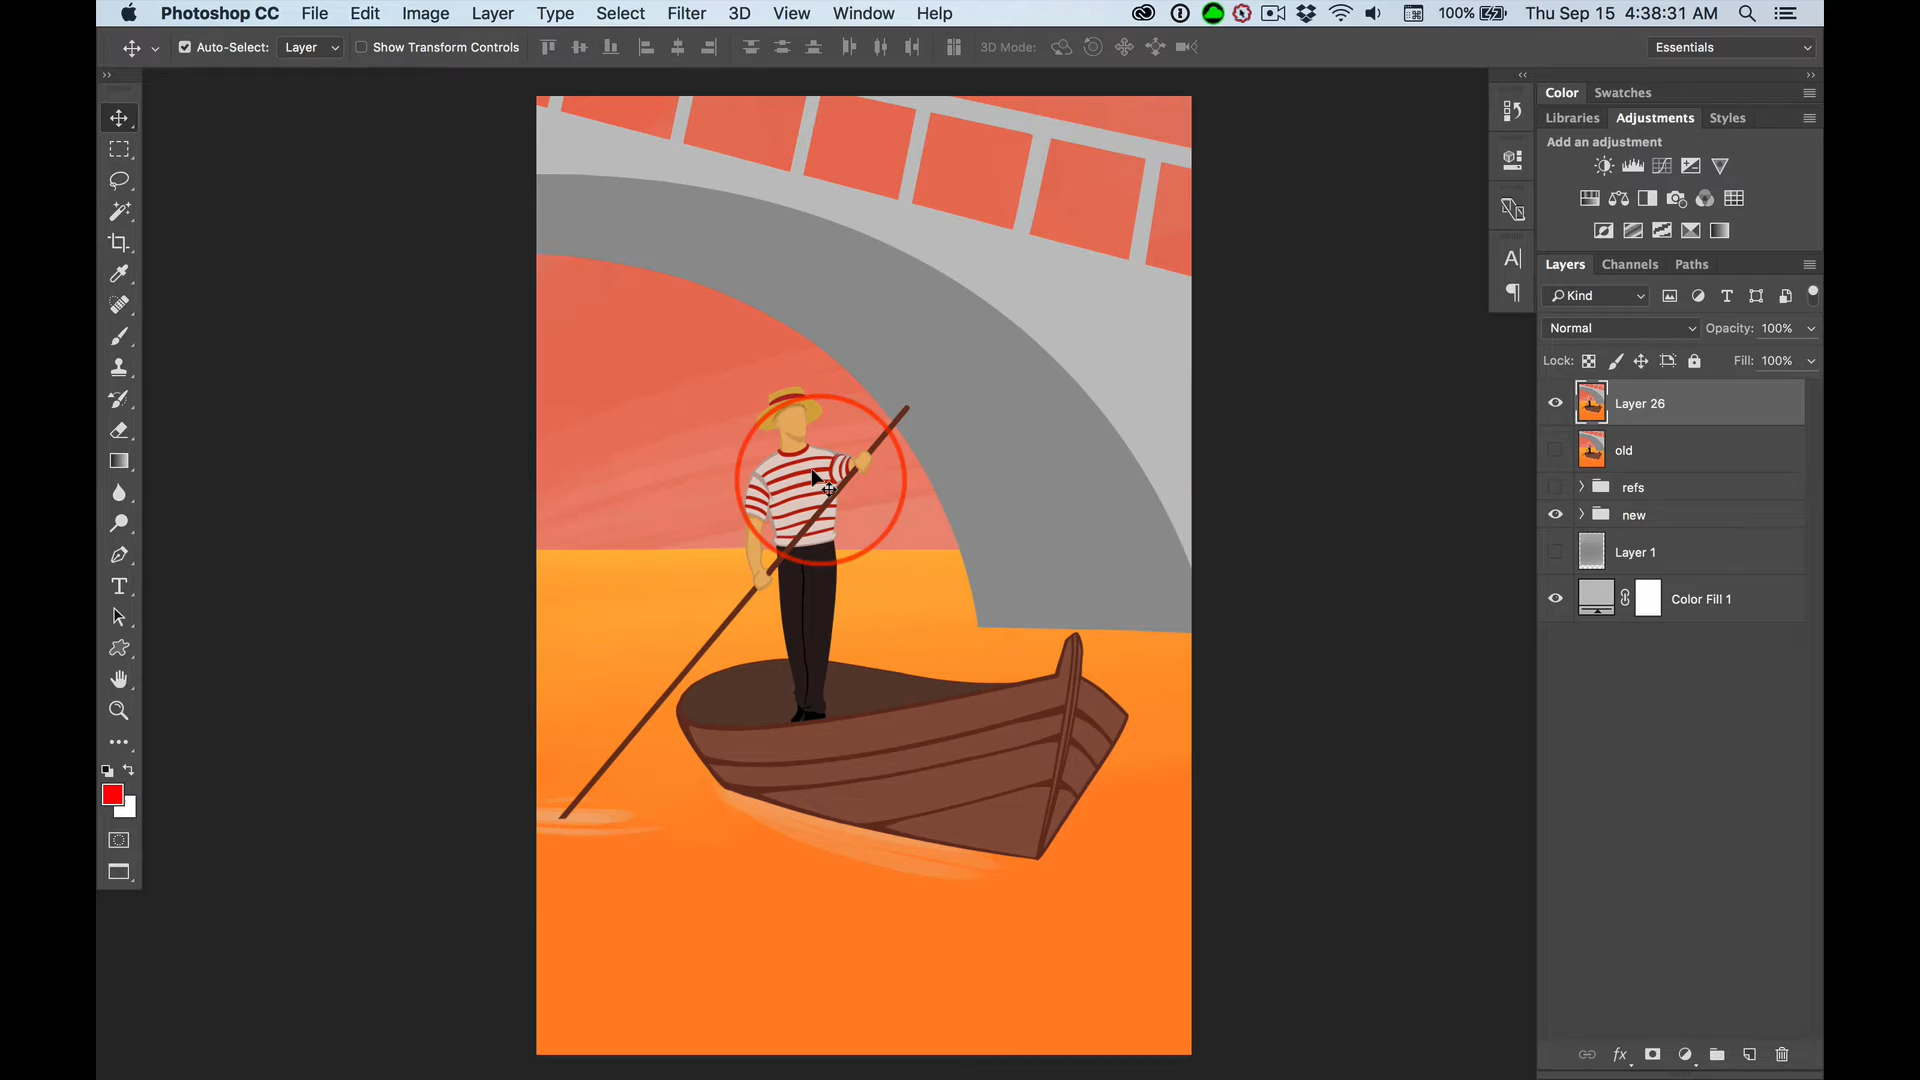 Photoshop CC File Edit Image Layer Type Select Filter 3D View Window Help 100% Thu Sep 15 4:38:31 AM
Auto-Select: Layer Show Transform Controls 3D Mode: Essentials
Color Swatches
Libraries Adjustments Styles
Add an adjustment
Layers Channels Paths
Kind
Normal Opacity: 100%
Lock: Fill: 100%
Layer 26
old
refs
new
Layer 1
Color Fill 1